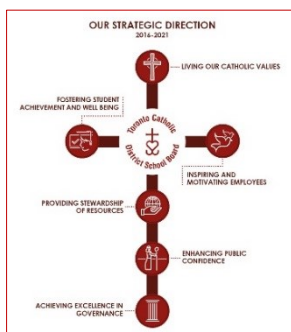 OUR STRATEGIC DIRECTION
2016-2021
LIVING OUR CATHOLIC VALUES
FOSTERING STUDENT
ACHIEVEMENT AND WELL BEING
Toronto Catholic
District School Board
INSPIRING AND
MOTIVATING EMPLOYEES
PROVIDING STEWARDSHIP
OF RESOURCES
ENHANCING PUBLIC
CONFIDENCE
ACHIEVING EXCELLENCE IN
GOVERNANCE